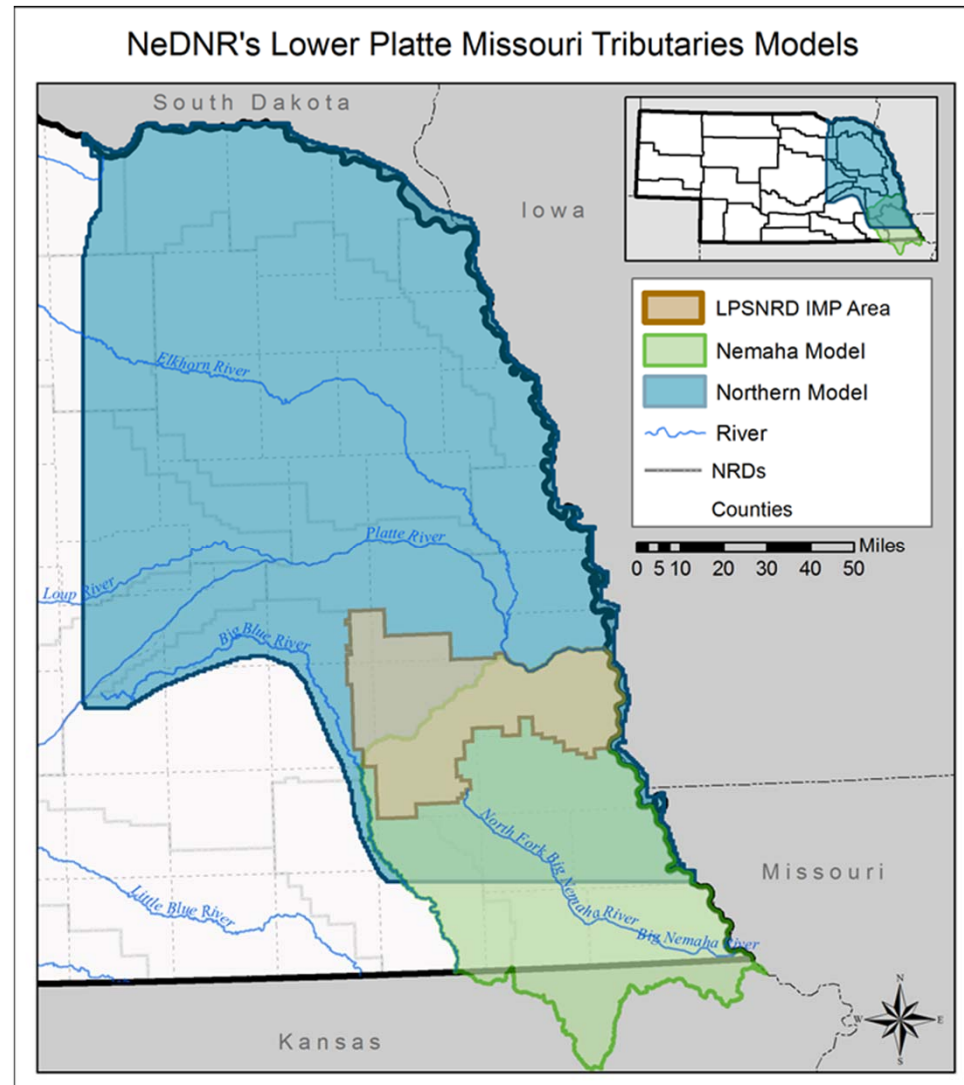 NeDNR's Lower Platte Missouri Tributaries Models
South Dakota
Iowa
LPSNRD IMP Area
Nemaha Model
Northern Model
River
NRDs
Counties
Miles
0 5 10 20 30 40 50
Elkhorn River
Platte River
Loup River
Big Blue River
North Fork Big Nemaha River
Big Nemaha River
Little Blue River
Missouri
Kansas
N
W E
S